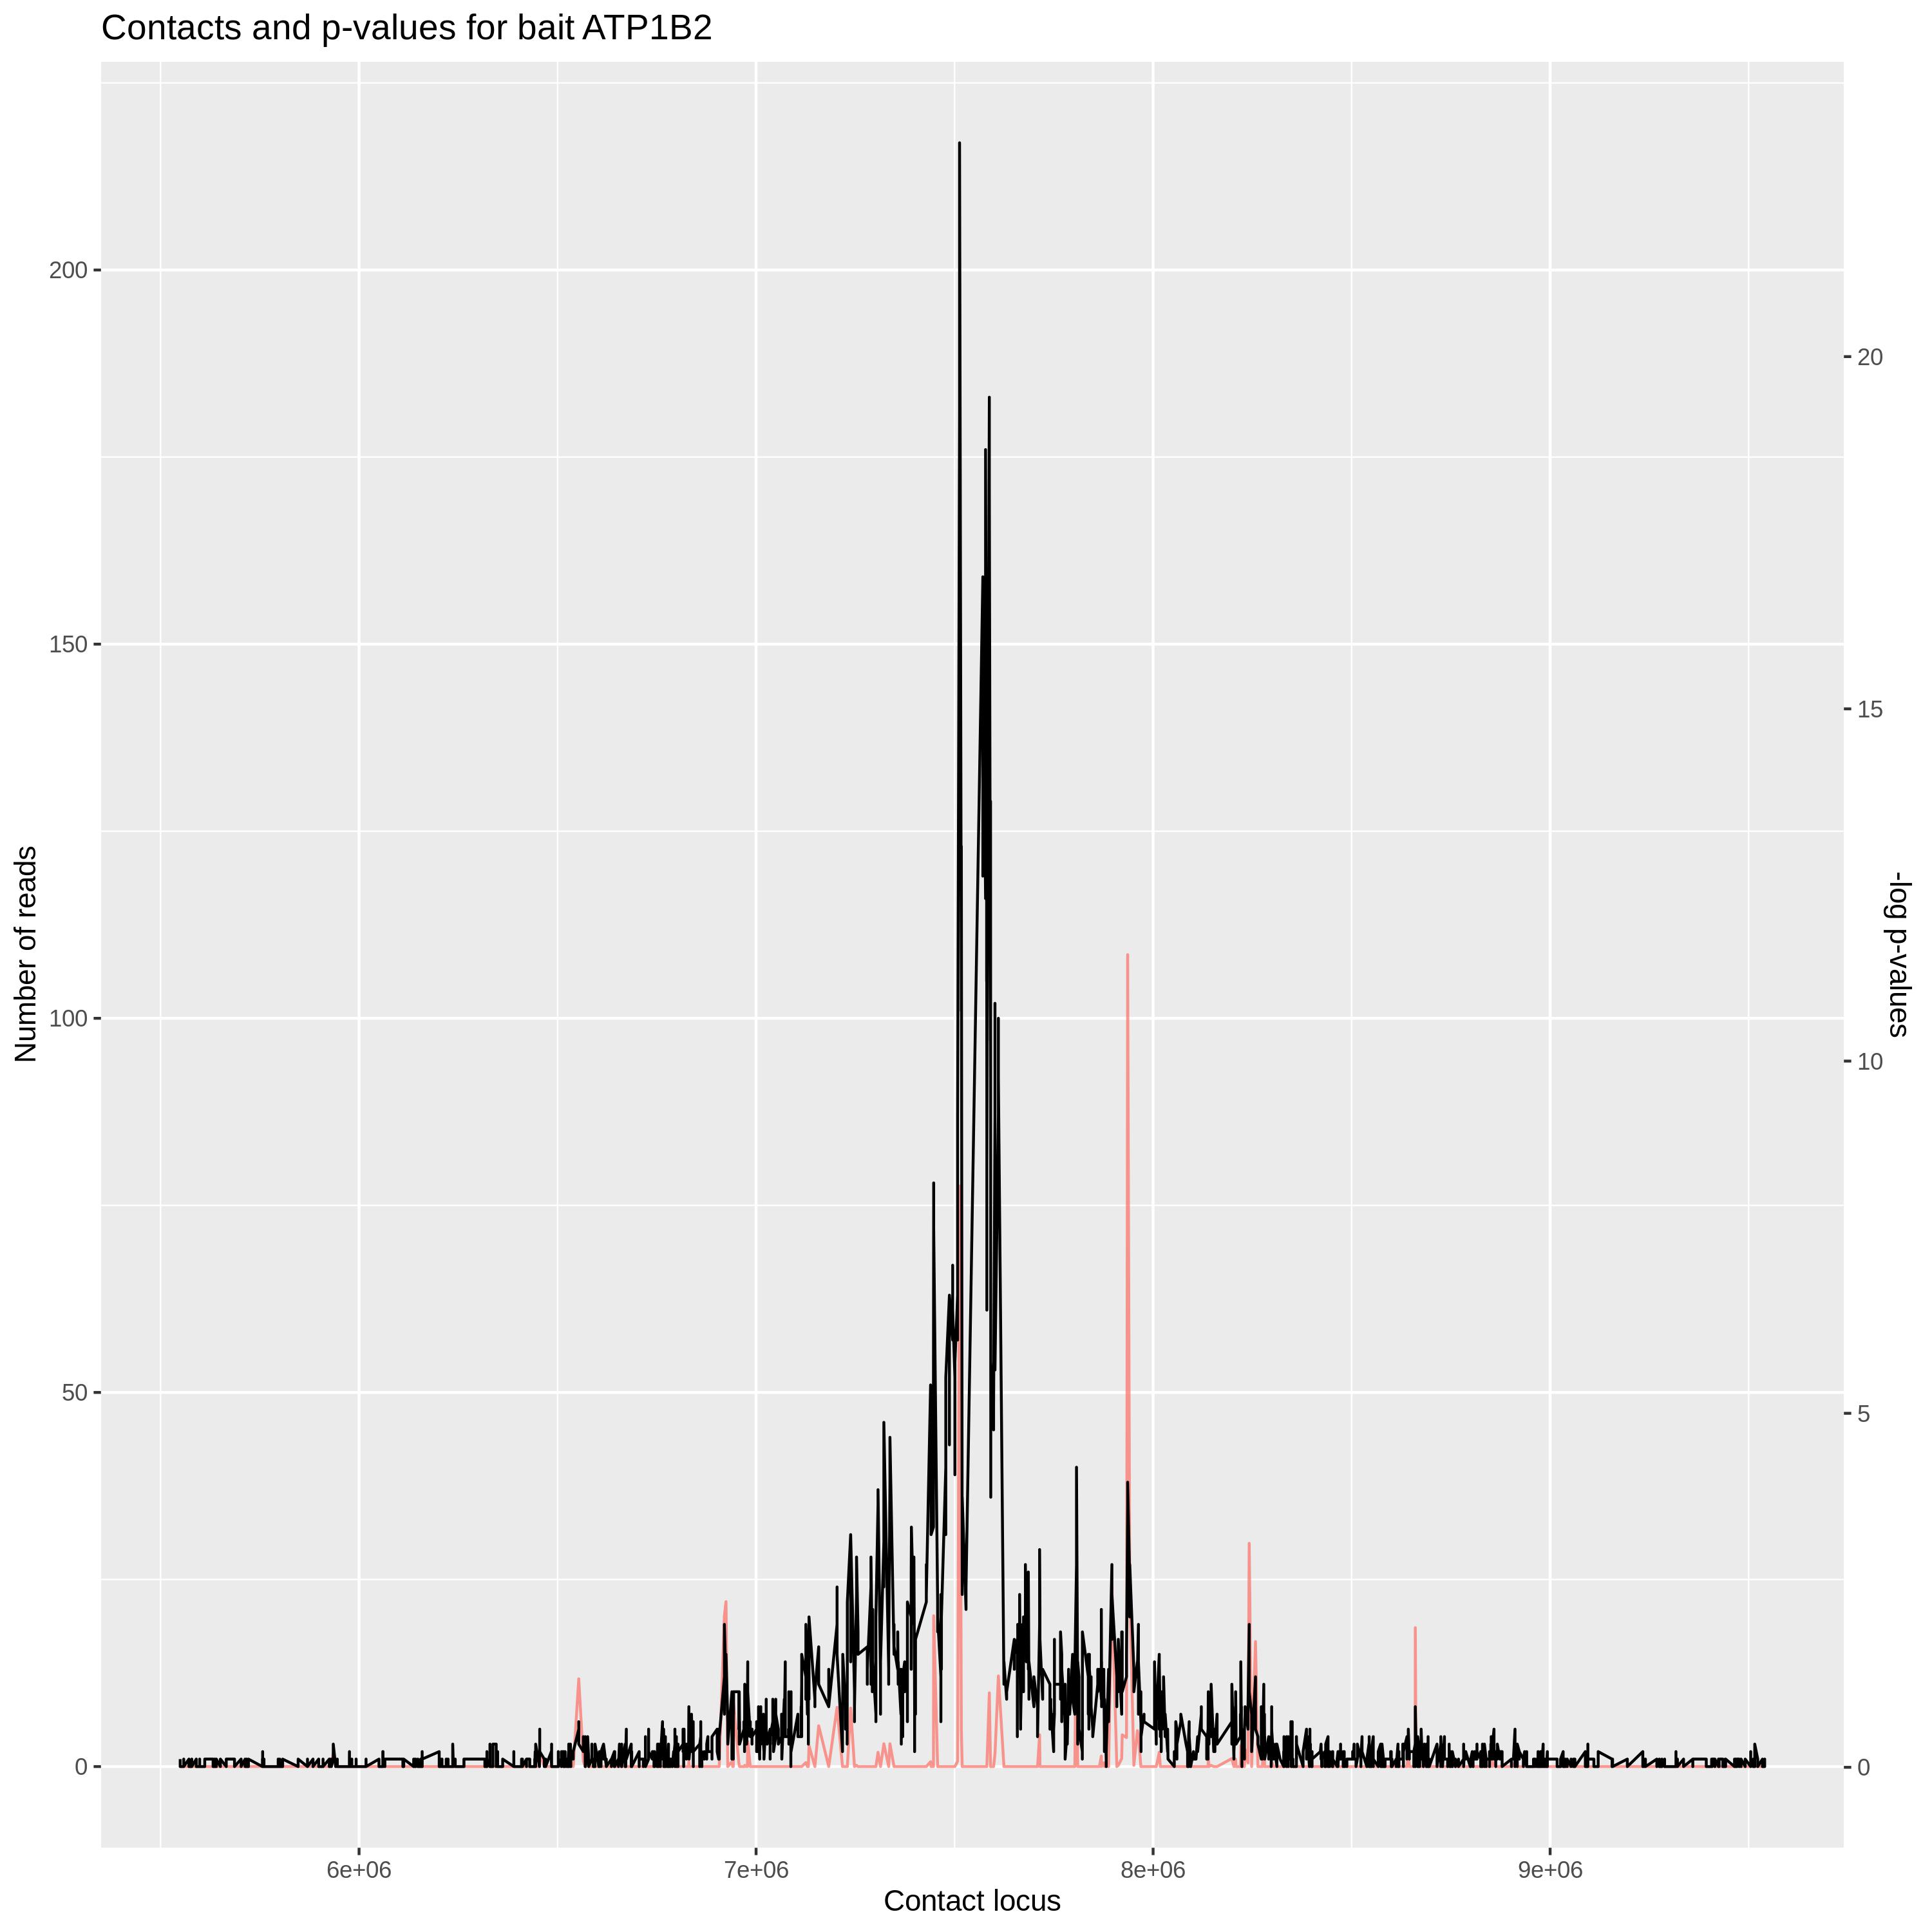 Contacts and p-values for bait ATP1B2
Number of reads
200
150
100
50
0
20
15
10
5
0
-log p-values
6e+06 7e+06 8e+06 9e+06
Contact locus